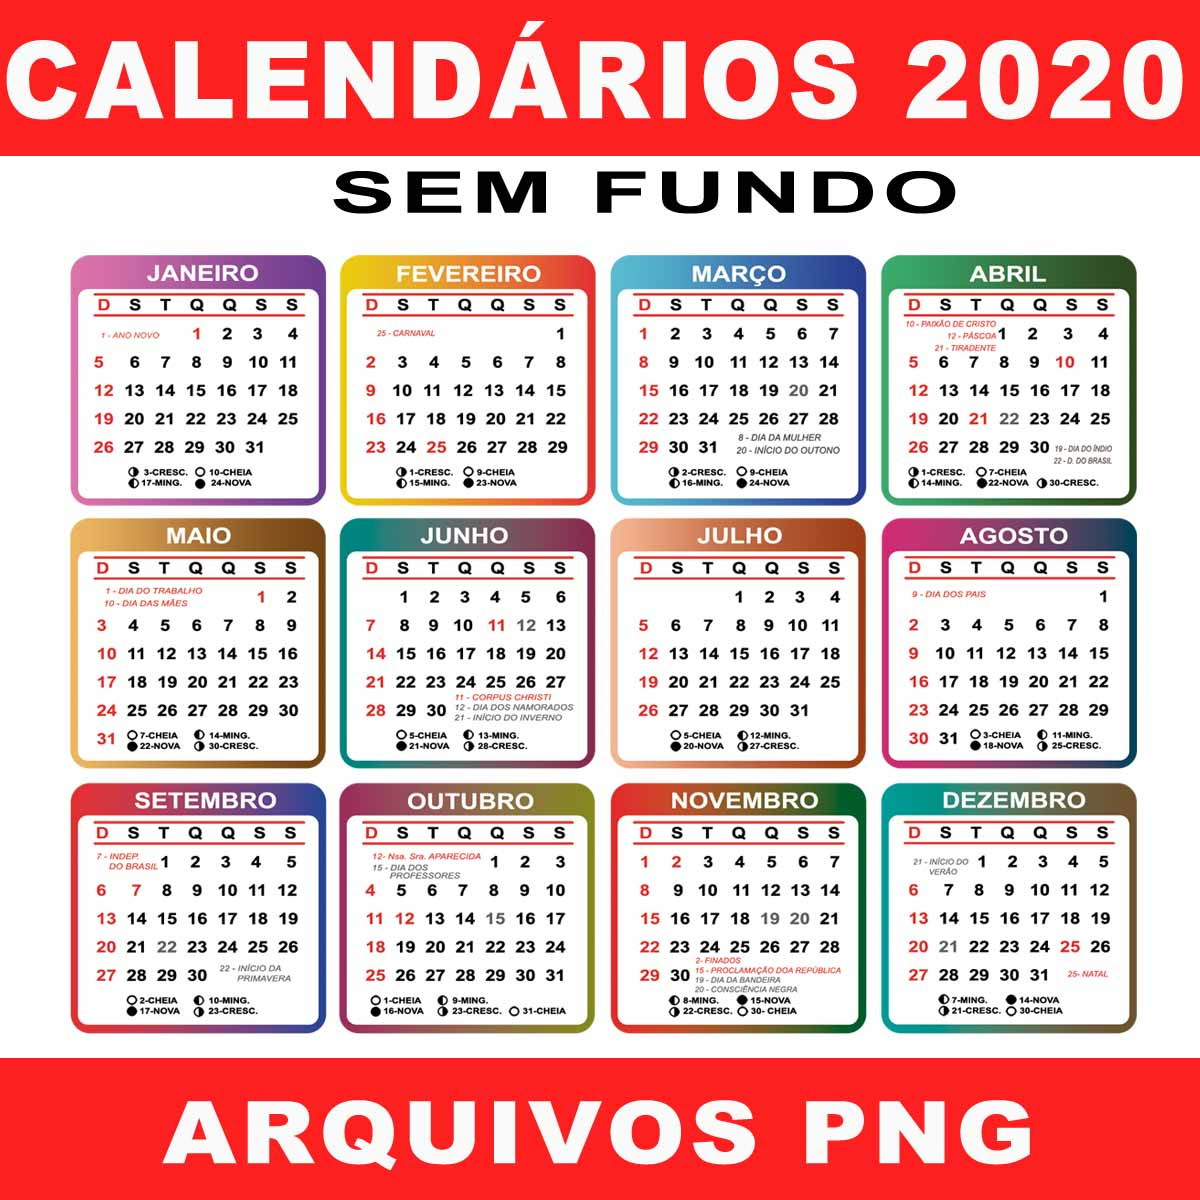 CALENDÁRIOS 2020
SEM FUNDO
JANEIRO
D S T Q Q S S
1 - ANO NOVO 1 2 3 4
5 6 7 8 9 10 11
12 13 14 15 16 17 18
19 20 21 22 23 24 25
26 27 28 29 30 31
3-CRESC. 10-CHEIA
17-MING. 24-NOVA
FEVEREIRO
D S T Q Q S S
25 - CARNAVAL 1
2 3 4 5 6 7 8
9 10 11 12 13 14 15
16 17 18 19 20 21 22
23 24 25 26 27 28 29
1-CRESC. 9-CHEIA
15-MING. 23-NOVA
MARÇO
D S T Q Q S S
1 2 3 4 5 6 7
8 9 10 11 12 13 14
15 16 17 18 19 20 21
22 23 24 25 26 27 28
29 30 31 8 - DIA DA MULHER
20 - INÍCIO DO OUTONO
2-CRESC. 9-CHEIA
16-MING. 24-NOVA
ABRIL
D S T Q Q S S
10 - PAIXÃO DE CRISTO
12 - PÁSCOA 1 2 3 4
21 - TIRADENTE
5 6 7 8 9 10 11
12 13 14 15 16 17 18
19 20 21 22 23 24 25
26 27 28 29 30 19 - DIA DO ÍNDIO
22 - D. DO BRASIL
1-CRESC. 7-CHEIA
14-MING. 22-NOVA 30-CRESC.
MAIO
D S T Q Q S S
1 - DIA DO TRABALHO
10 - DIA DAS MÃES 1 2
3 4 5 6 7 8 9
10 11 12 13 14 15 16
17 18 19 20 21 22 23
24 25 26 27 28 29 30
31 7-CHEIA 14-MING.
22-NOVA 30-CRESC.
JUNHO
D S T Q Q S S
1 2 3 4 5 6
7 8 9 10 11 12 13
14 15 16 17 18 19 20
21 22 23 24 25 26 27
28 29 30 11 - CORPUS CHRISTI
12 - DIA DOS NAMORADOS
21 - INÍCIO DO INVERNO
5-CHEIA 13-MING.
21-NOVA 28-CRESC.
JULHO
D S T Q Q S S
1 2 3 4
5 6 7 8 9 10 11
12 13 14 15 16 17 18
19 20 21 22 23 24 25
26 27 28 29 30 31
5-CHEIA 12-MING.
20-NOVA 27-CRESC.
AGOSTO
D S T Q Q S S
9 - DIA DOS PAIS 1
2 3 4 5 6 7 8
9 10 11 12 13 14 15
16 17 18 19 20 21 22
23 24 25 26 27 28 29
30 31 3-CHEIA 11-MING.
18-NOVA 25-CRESC.
SETEMBRO
D S T Q Q S S
7 - INDEP.
DO BRASIL 1 2 3 4 5
6 7 8 9 10 11 12
13 14 15 16 17 18 19
20 21 22 23 24 25 26
27 28 29 30 22 - INÍCIO DA
PRIMAVERA
2-CHEIA 10-MING.
17-NOVA 23-CRESC.
OUTUBRO
D S T Q Q S S
12- Nsa. Sra. APARECIDA 1 2 3
15 - DIA DOS
PROFESSORES
4 5 6 7 8 9 10
11 12 13 14 15 16 17
18 19 20 21 22 23 24
25 26 27 28 29 30 31
1-CHEIA 9-MING.
16-NOVA 23-CRESC. 31-CHEIA
NOVEMBRO
D S T Q Q S S
1 2 3 4 5 6 7
8 9 10 11 12 13 14
15 16 17 18 19 20 21
22 23 24 25 26 27 28
29 30 2- FINADOS
15 - PROCLAMAÇÃO DOA REPÚBLICA
19 - DIA DA BANDEIRA
20 - CONSCIÊNCIA NEGRA
8-MING. 15-NOVA
22-CRESC. 30- CHEIA
DEZEMBRO
D S T Q Q S S
21 - INÍCIO DO
VERÃO 1 2 3 4 5
6 7 8 9 10 11 12
13 14 15 16 17 18 19
20 21 22 23 24 25 26
27 28 29 30 31 25- NATAL
7-MING. 14-NOVA
21-CRESC. 30-CHEIA
ARQUIVOS PNG